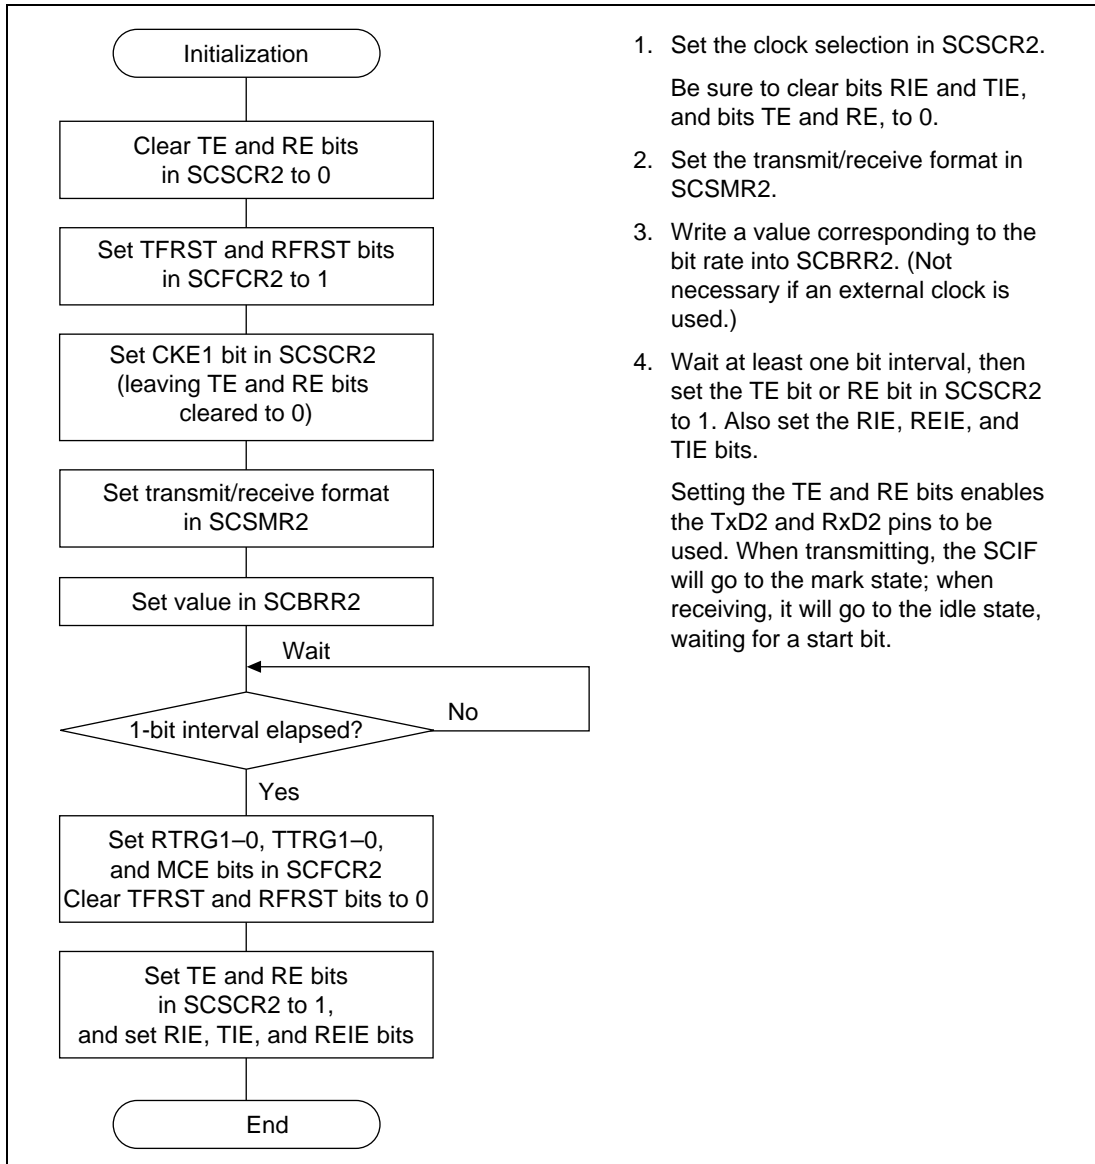 Initialization
Clear TE and RE bits
in SCSCR2 to 0
Set TFRST and RFRST bits
in SCFCR2 to 1
Set CKE1 bit in SCSCR2
(leaving TE and RE bits
cleared to 0)
Set transmit/receive format
in SCSMR2
Set value in SCBRR2
Wait
1-bit interval elapsed?
No
Yes
Set RTRG1–0, TTRG1–0,
and MCE bits in SCFCR2
Clear TFRST and RFRST bits to 0
Set TE and RE bits
in SCSCR2 to 1,
and set RIE, TIE, and REIE bits
End
1. Set the clock selection in SCSCR2.
Be sure to clear bits RIE and TIE,
and bits TE and RE, to 0.
2. Set the transmit/receive format in
SCSMR2.
3. Write a value corresponding to the
bit rate into SCBRR2. (Not
necessary if an external clock is
used.)
4. Wait at least one bit interval, then
set the TE bit or RE bit in SCSCR2
to 1. Also set the RIE, REIE, and
TIE bits.
Setting the TE and RE bits enables
the TxD2 and RxD2 pins to be
used. When transmitting, the SCIF
will go to the mark state; when
receiving, it will go to the idle state,
waiting for a start bit.